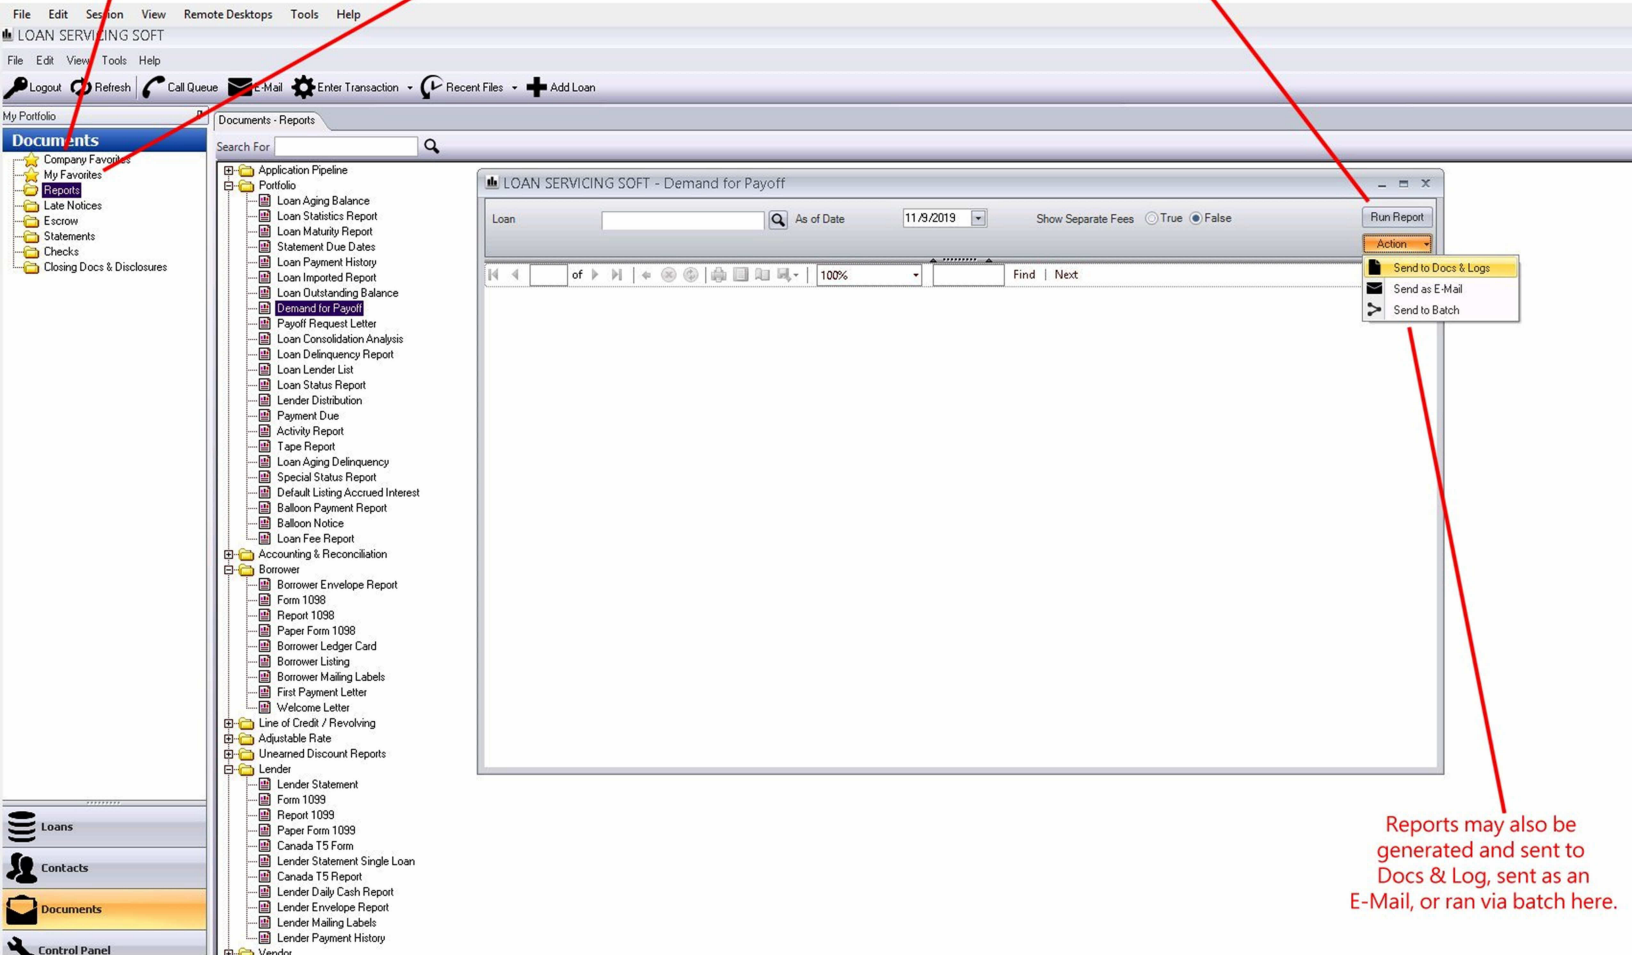 File Edit Session View Remote Desktops Tools Help
LOAN SERVICING SOFT
File Edit View Tools Help
Logout Refresh Call Queue E-Mail Enter Transaction Recent Files Add Loan
My Portfolio
Documents
Company Favorites
My Favorites
Reports
Late Notices
Escrow
Statements
Checks
Closing Docs & Disclosures
Loans
Contacts
Documents
Control Panel
Documents - Reports
Search For
Application Pipeline
Portfolio
Loan Aging Balance
Loan Statistics Report
Loan Maturity Report
Statement Due Dates
Loan Payment History
Loan Imported Report
Loan Outstanding Balance
Demand for Payoff
Payoff Request Letter
Loan Consolidation Analysis
Loan Delinquency Report
Loan Lender List
Loan Status Report
Lender Distribution
Payment Due
Activity Report
Tape Report
Loan Aging Delinquency
Special Status Report
Default Listing Accrued Interest
Balloon Payment Report
Balloon Notice
Loan Fee Report
Accounting & Reconciliation
Borrower
Borrower Envelope Report
Form 1098
Report 1098
Paper Form 1098
Borrower Ledger Card
Borrower Listing
Borrower Mailing Labels
First Payment Letter
Welcome Letter
Line of Credit / Revolving
Adjustable Rate
Unearned Discount Reports
Lender
Lender Statement
Form 1099
Report 1099
Paper Form 1099
Canada T5 Form
Lender Statement Single Loan
Canada T5 Report
Lender Daily Cash Report
Lender Envelope Report
Lender Mailing Labels
Lender Payment History
Vendor
LOAN SERVICING SOFT - Demand for Payoff
Loan As of Date 11/9/2019 Show Separate Fees True False Run Report
Action
of 100% Find | Next
Send to Docs & Logs
Send as E-Mail
Send to Batch
Reports may also be
generated and sent to
Docs & Log, sent as an
E-Mail, or ran via batch here.